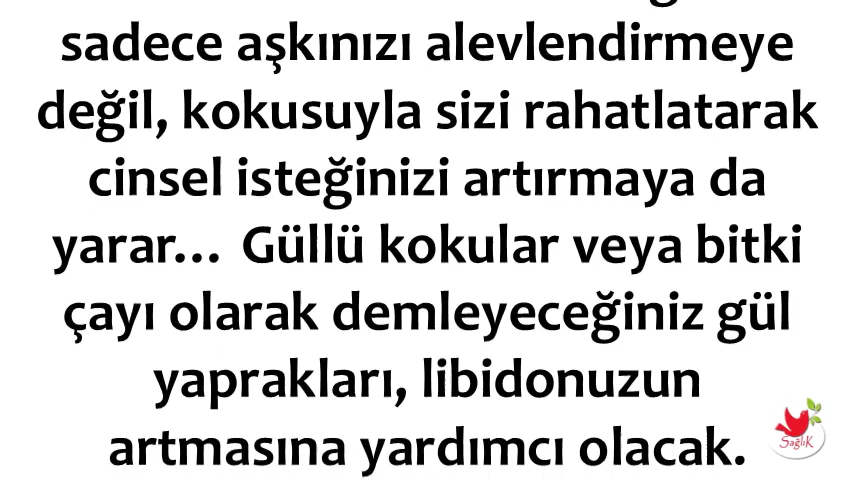 sadece aşkınızı alevlendirmeye
değil, kokusuyla sizi rahatlatarak
cinsel isteğinizi artırmaya da
yarar… Güllü kokular veya bitki
çayı olarak demleyeceğiniz gül
yaprakları, libidonuzun
artmasına yardımcı olacak.
Sağlık